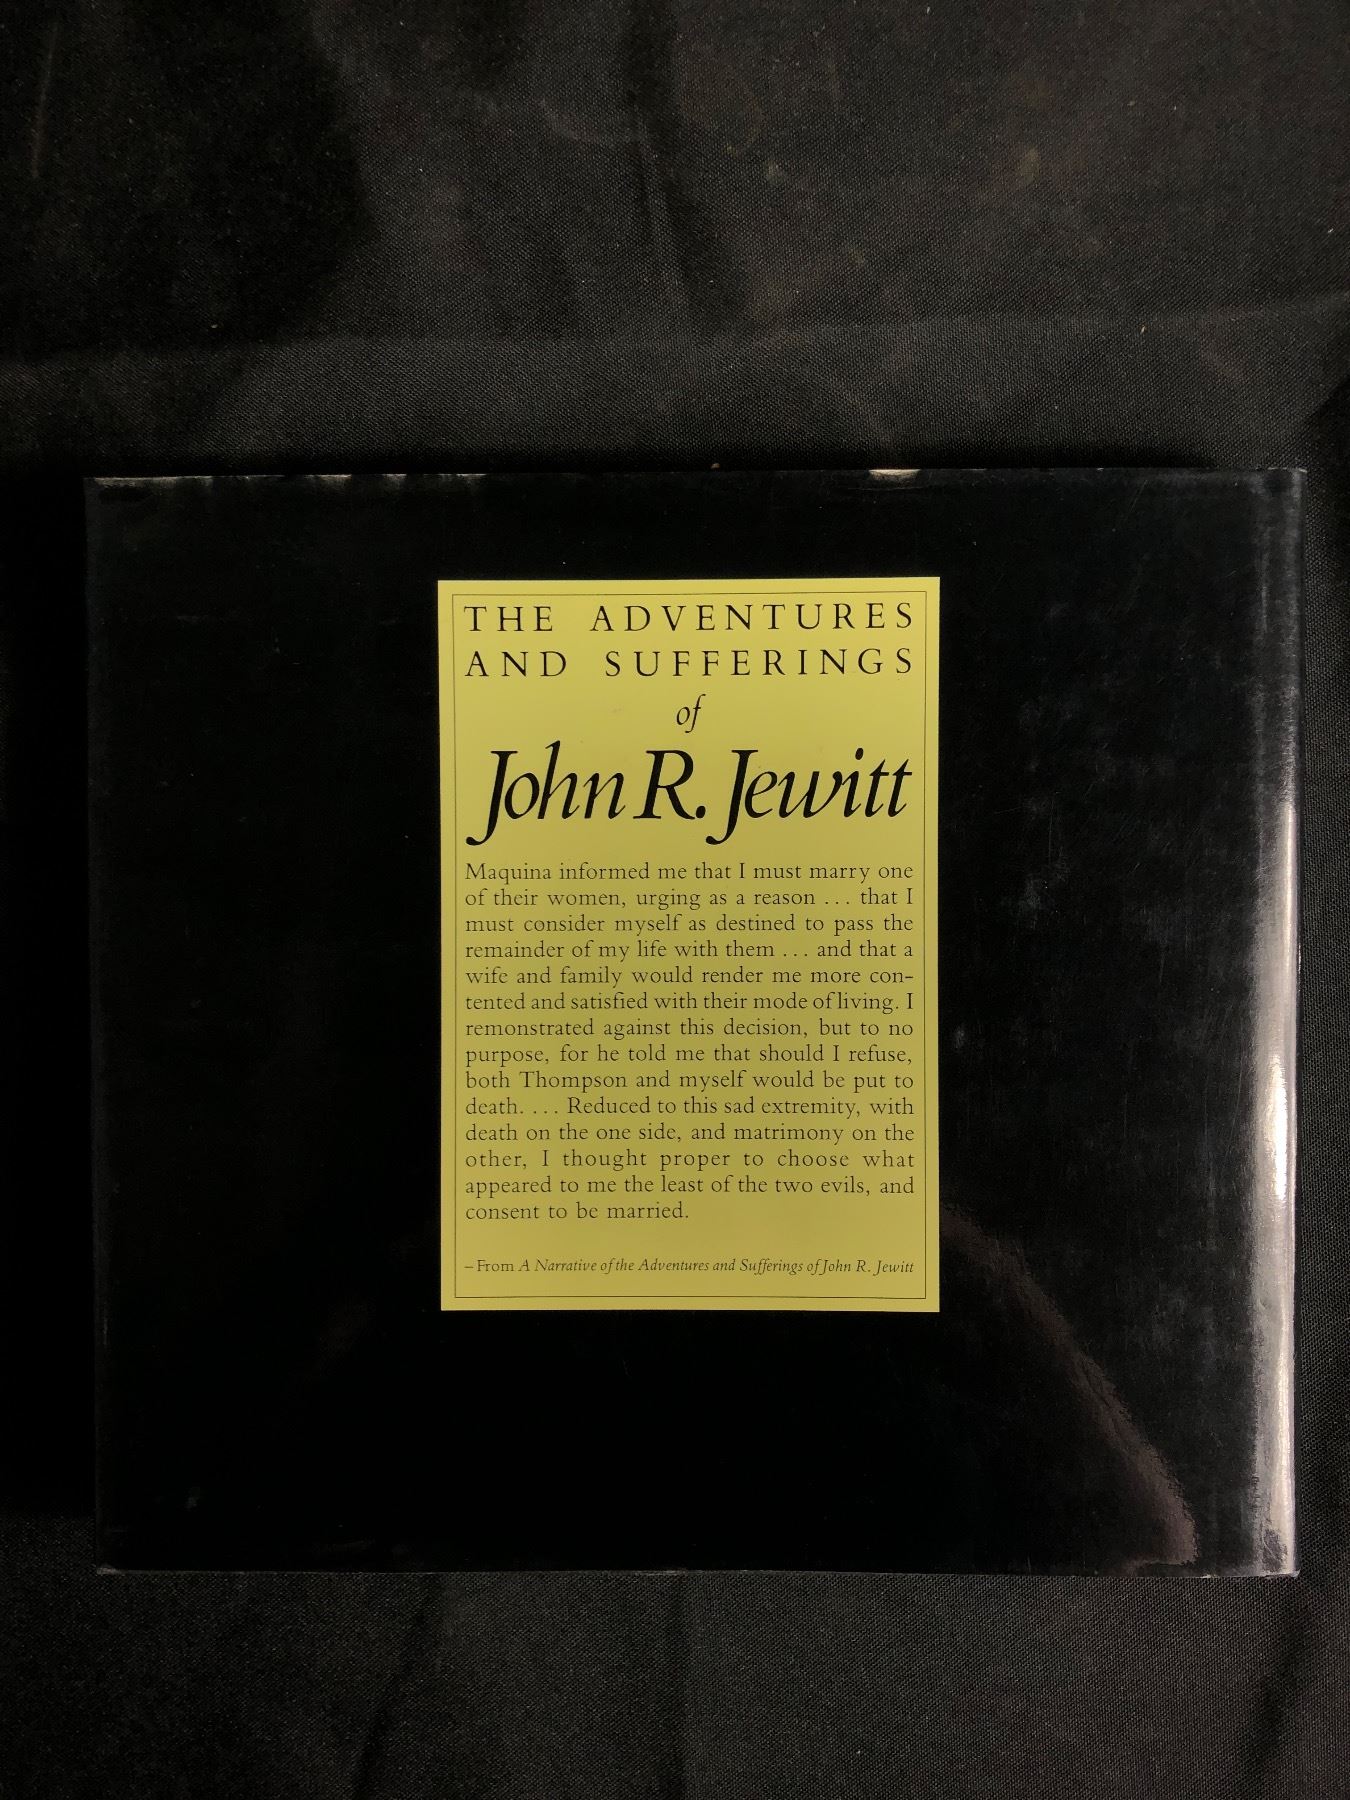 THE ADVENTURES
AND SUFFERINGS
of
John R. Jewitt
Maquina informed me that I must marry one
of their women, urging as a reason ... that I
must consider myself as destined to pass the
remainder of my life with them ... and that a
wife and family would render me more con-
tented and satisfied with their mode of living. I
remonstrated against this decision, but to no
purpose, for he told me that should I refuse,
both Thompson and myself would be put to
death. ... Reduced to this sad extremity, with
death on the one side, and matrimony on the
other, I thought proper to choose what
appeared to me the least of the two evils, and
consent to be married.
– From A Narrative of the Adventures and Sufferings of John R. Jewitt